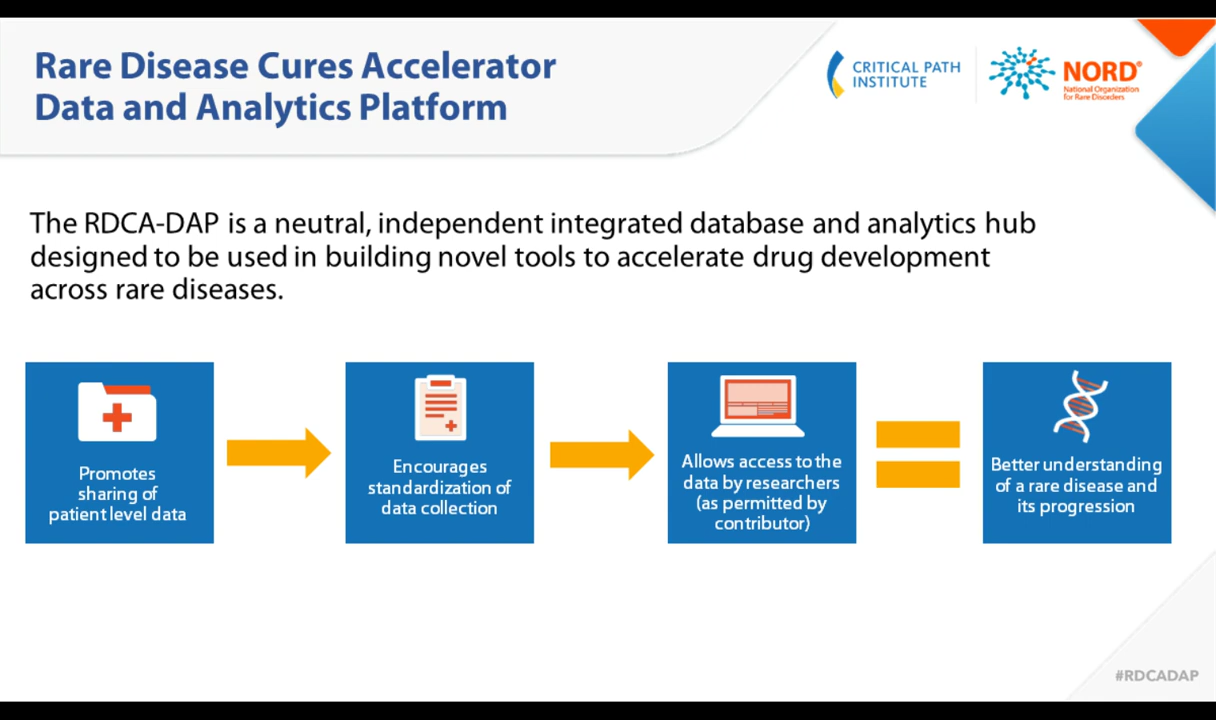 Rare Disease Cures Accelerator
Data and Analytics Platform
CRITICAL PATH
INSTITUTE
NORD®
National Organization
for Rare Disorders
The RDCA-DAP is a neutral, independent integrated database and analytics hub
designed to be used in building novel tools to accelerate drug development
across rare diseases.
Promotes
sharing of
patient level data
Encourages
standardization of
data collection
Allows access to the
data by researchers
(as permitted by
contributor)
Better understanding
of a rare disease and
its progression
#RDCADAP